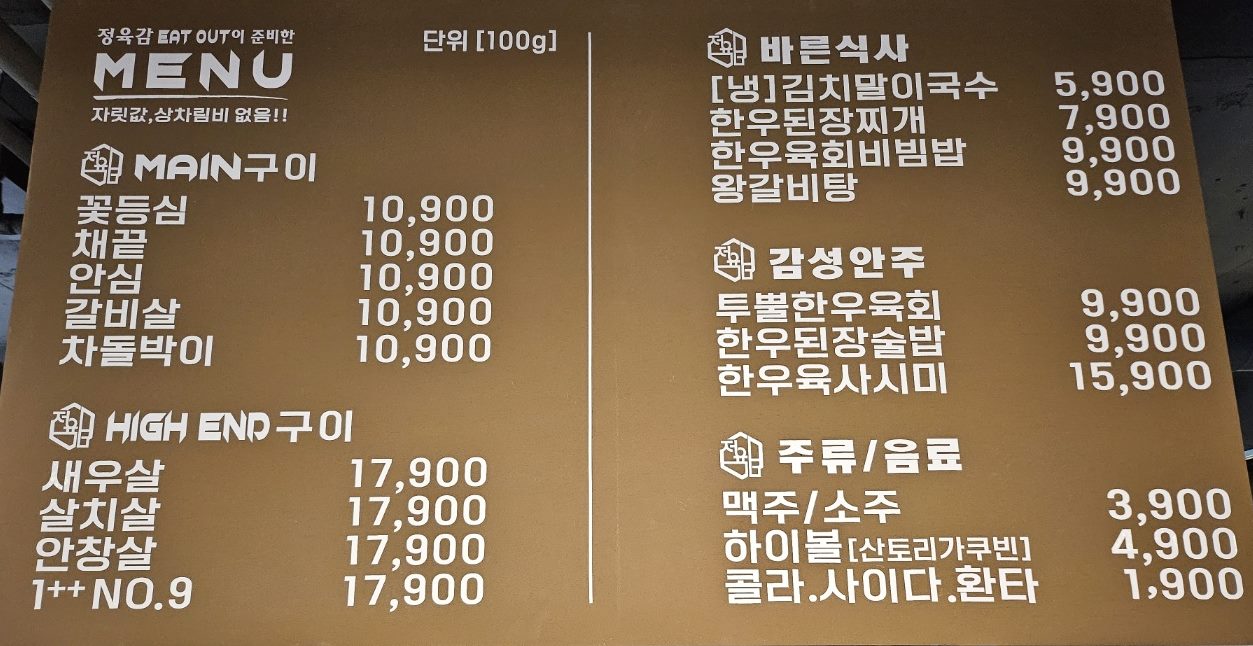 정육감 EAT OUT이 준비한
MENU
자릿값,상차림비 없음!!
단위 [100g]
MAIN구이
꽃등심 10,900
채끝 10,900
안심 10,900
갈비살 10,900
차돌박이 10,900
HIGH END구이
새우살 17,900
살치살 17,900
안창살 17,900
1++ NO.9 17,900
바른식사
[냉]김치말이국수 5,900
한우된장찌개 7,900
한우육회비빔밥 9,900
왕갈비탕 9,900
감성안주
투뿔한우육회 9,900
한우된장술밥 9,900
한우육사시미 15,900
주류/음료
맥주/소주 3,900
하이볼[산토리가쿠빈] 4,900
콜라.사이다.환타 1,900